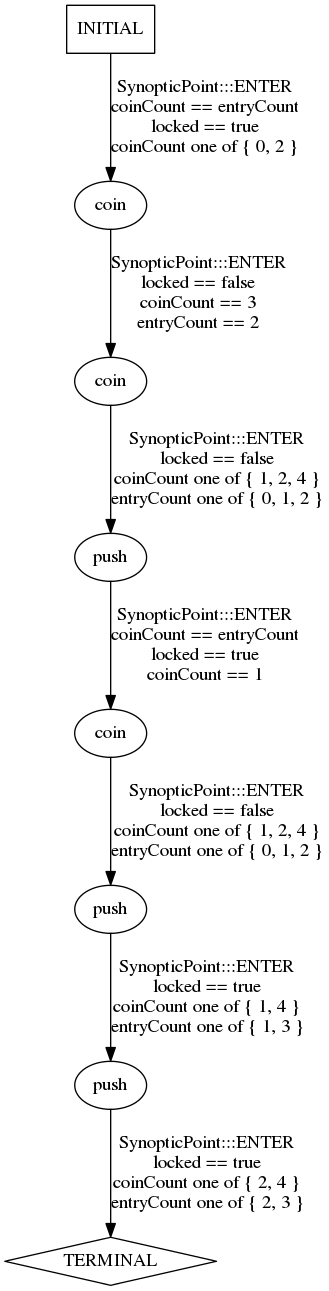 INITIAL
SynopticPoint:::ENTER
coinCount == entryCount
locked == true
coinCount one of { 0, 2 }
coin
SynopticPoint:::ENTER
locked == false
coinCount == 3
entryCount == 2
coin
SynopticPoint:::ENTER
locked == false
coinCount one of { 1, 2, 4 }
entryCount one of { 0, 1, 2 }
push
SynopticPoint:::ENTER
coinCount == entryCount
locked == true
coinCount == 1
coin
SynopticPoint:::ENTER
locked == false
coinCount one of { 1, 2, 4 }
entryCount one of { 0, 1, 2 }
push
SynopticPoint:::ENTER
locked == true
coinCount one of { 1, 4 }
entryCount one of { 1, 3 }
push
SynopticPoint:::ENTER
locked == true
coinCount one of { 2, 4 }
entryCount one of { 2, 3 }
TERMINAL